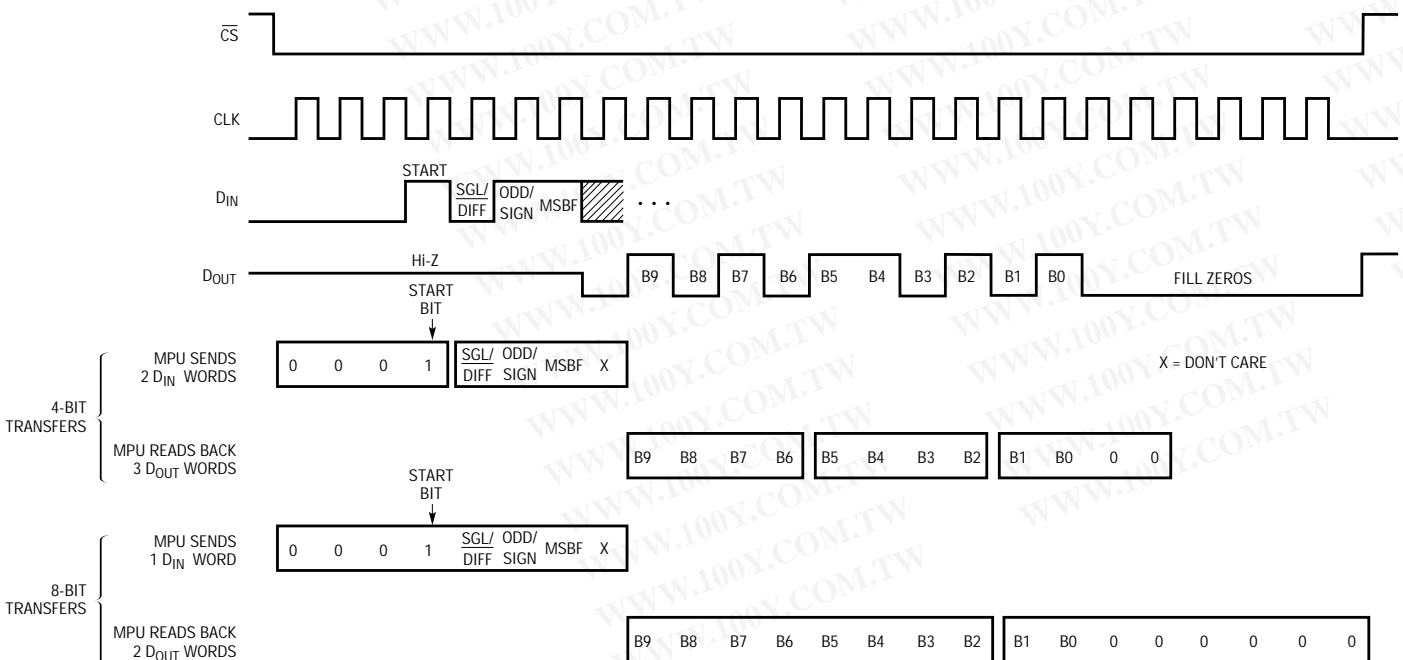 CS
CLK
START
DIN
SGL/
DIFF
ODD/
SIGN
MSBF
. . .
DOUT
Hi-Z
B9 B8 B7 B6 B5 B4 B3 B2 B1 B0 FILL ZEROS
START
BIT
MPU SENDS
2 DIN WORDS
0 0 0 1
SGL/
DIFF
ODD/
SIGN
MSBF X
X = DON'T CARE
4-BIT
TRANSFERS
MPU READS BACK
3 DOUT WORDS
B9 B8 B7 B6 B5 B4 B3 B2 B1 B0 0 0
START
BIT
MPU SENDS
1 DIN WORD
0 0 0 1
SGL/
DIFF
ODD/
SIGN
MSBF X
8-BIT
TRANSFERS
MPU READS BACK
2 DOUT WORDS
B9 B8 B7 B6 B5 B4 B3 B2 B1 B0 0 0 0 0 0 0
WWW.100Y.COM.TW